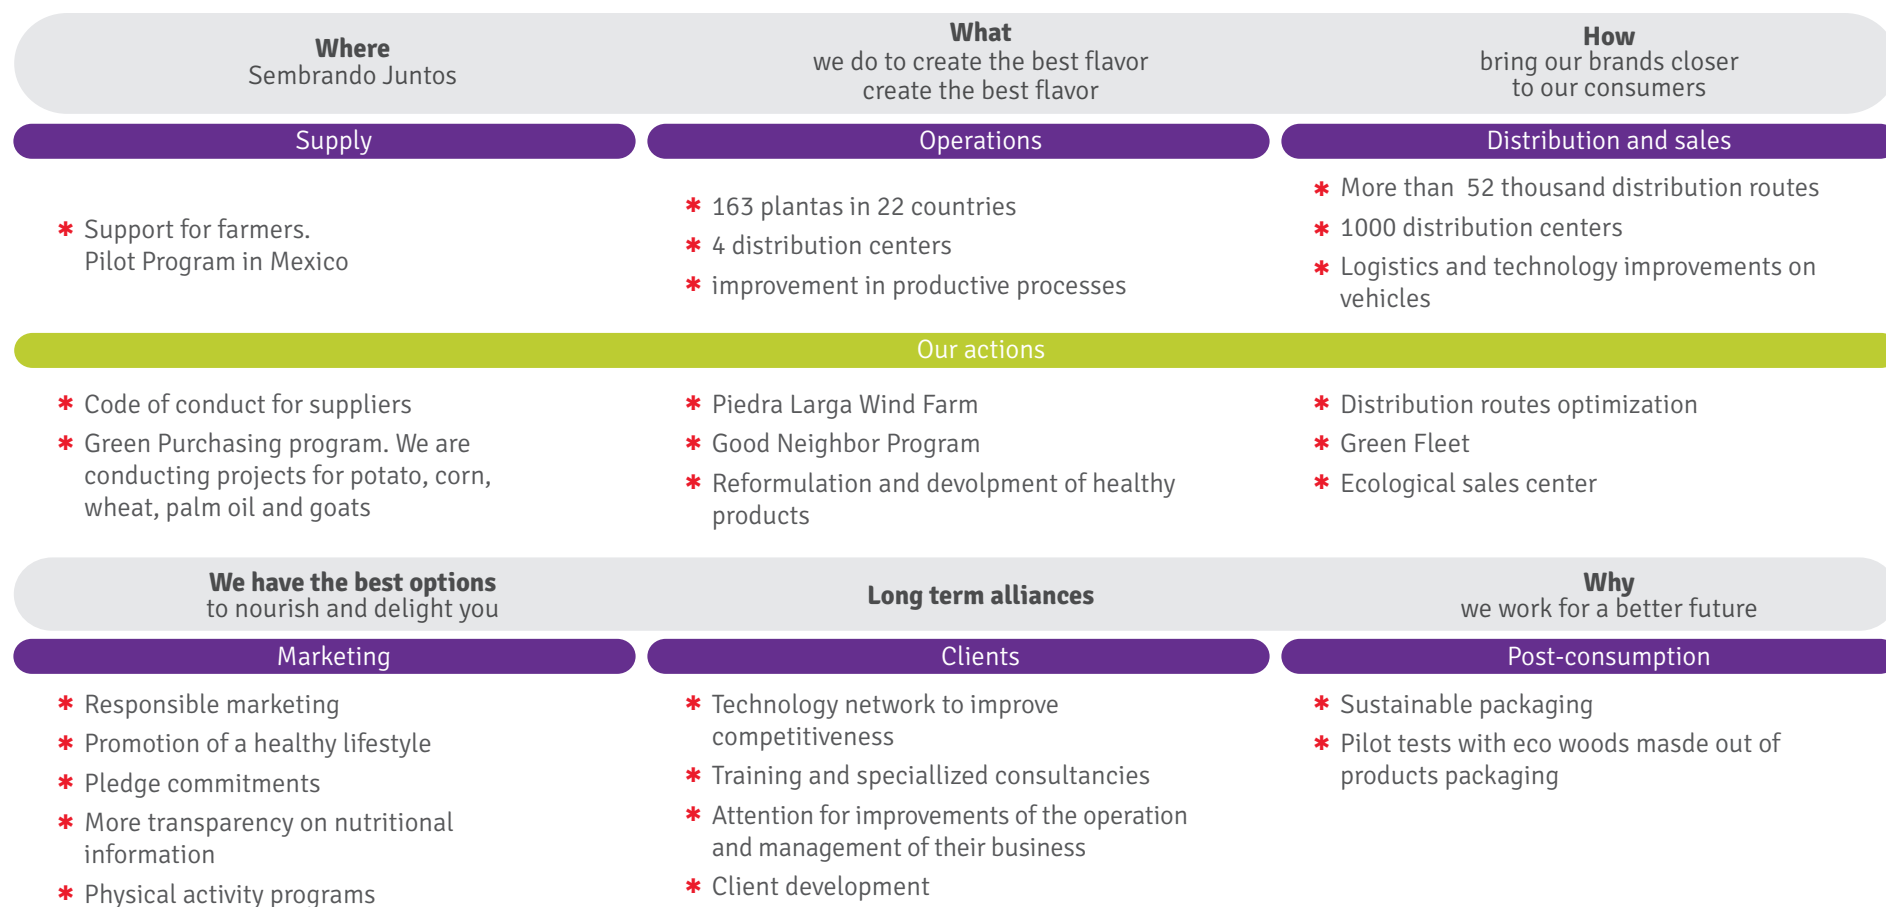 Where
Sembrando Juntos
What
we do to create the best flavor
create the best flavor
How
bring our brands closer
to our consumers
Supply
Operations
Distribution and sales
* Support for farmers.
Pilot Program in Mexico
* 163 plantas in 22 countries
* 4 distribution centers
* improvement in productive processes
* More than 52 thousand distribution routes
* 1000 distribution centers
* Logistics and technology improvements on
vehicles
Our actions
* Code of conduct for suppliers
* Green Purchasing program. We are
conducting projects for potato, corn,
wheat, palm oil and goats
* Piedra Larga Wind Farm
* Good Neighbor Program
* Reformulation and devolpment of healthy
products
* Distribution routes optimization
* Green Fleet
* Ecological sales center
We have the best options
to nourish and delight you
Long term alliances
Why
we work for a better future
Marketing
Clients
Post-consumption
* Responsible marketing
* Promotion of a healthy lifestyle
* Pledge commitments
* More transparency on nutritional
information
* Physical activity programs
* Technology network to improve
competitiveness
* Training and speciallized consultancies
* Attention for improvements of the operation
and management of their business
* Client development
* Sustainable packaging
* Pilot tests with eco woods masde out of
products packaging